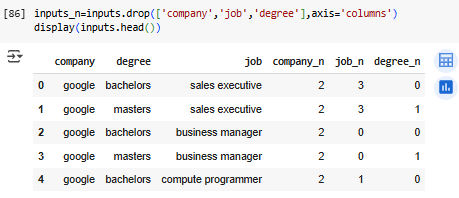 [86] inputs_n=inputs.drop(['company','job','degree'],axis='columns')
display(inputs.head())
company degree job company_n job_n degree_n
0 google bachelors sales executive 2 3 0
1 google masters sales executive 2 3 1
2 google bachelors business manager 2 0 0
3 google masters business manager 2 0 1
4 google bachelors compute programmer 2 1 0